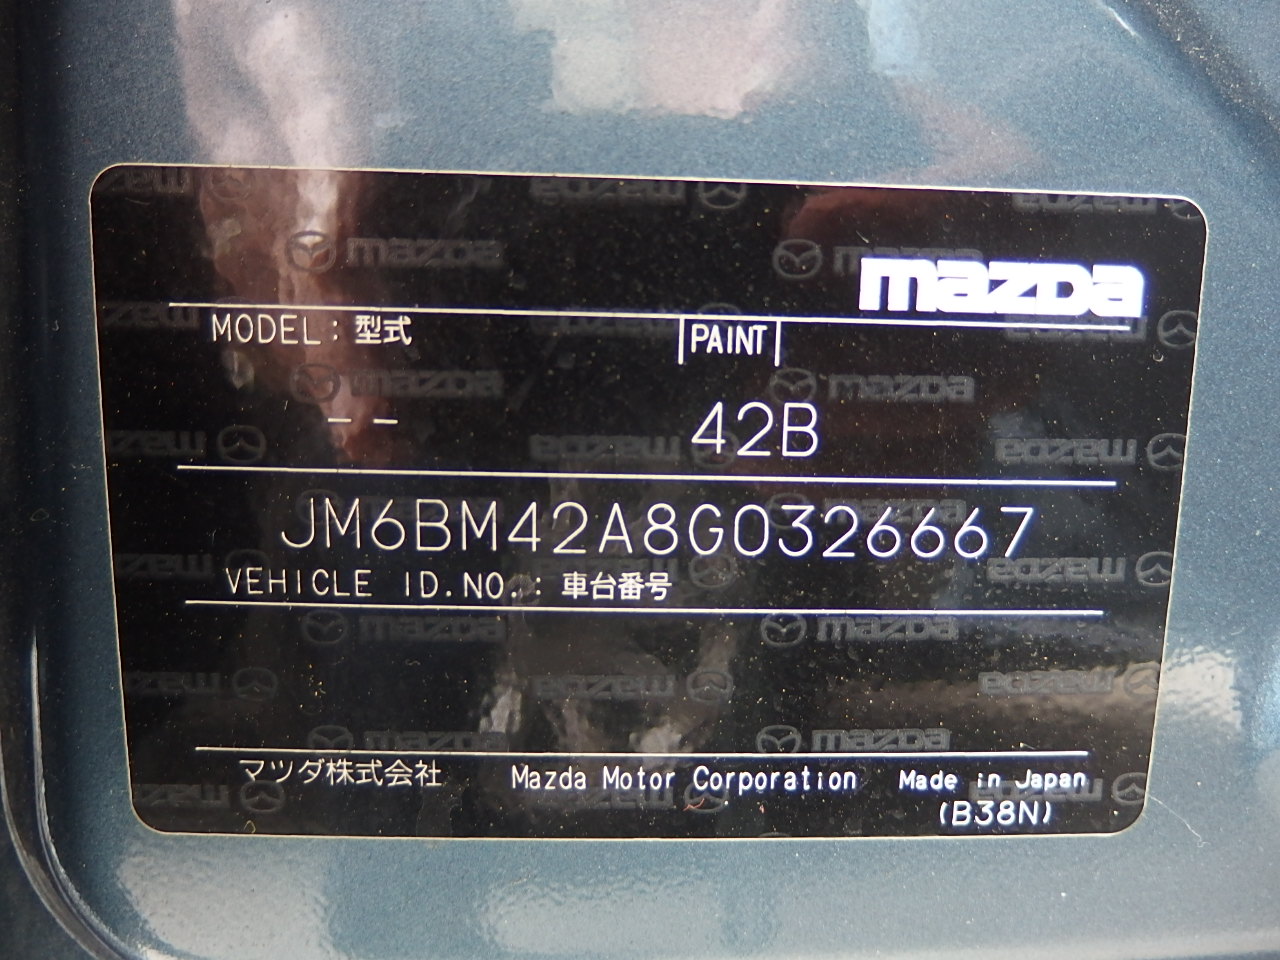 mazda
MODEL : 型式 PAINT
-- 42B
JM6BM42A8G0326667
VEHICLE ID.NO. : 車台番号
マツダ株式会社 Mazda Motor Corporation Made in Japan
(B38N)